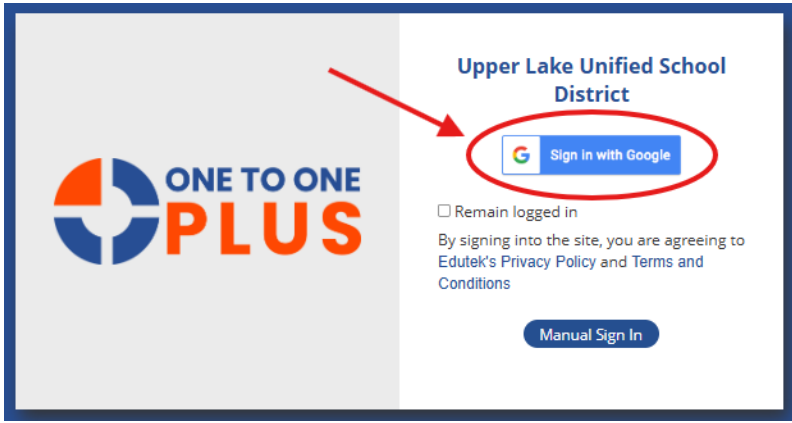 ONE TO ONE
PLUS
Upper Lake Unified School
District
G Sign in with Google
Remain logged in
By signing into the site, you are agreeing to
Edutek's Privacy Policy and Terms and
Conditions
Manual Sign In